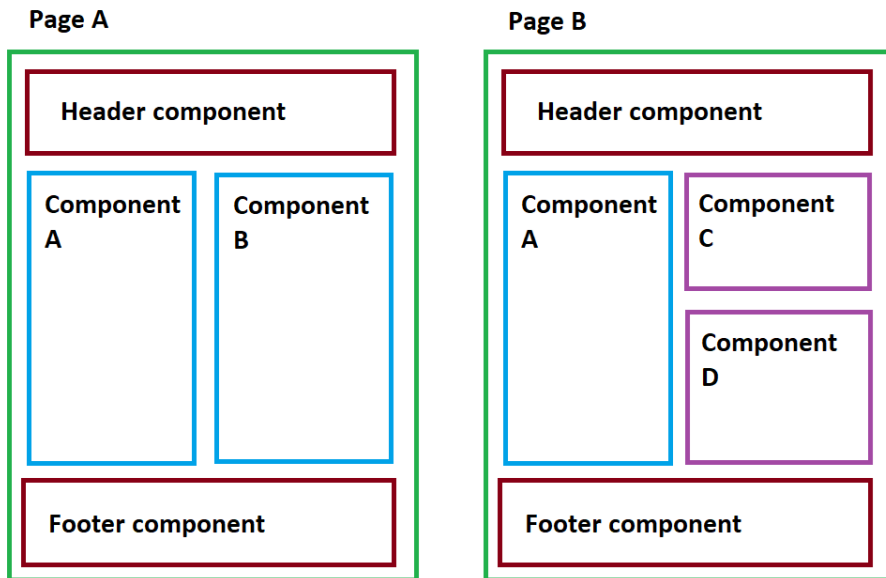 Page A
Header component
Component
A
Component
B
Footer component
Page B
Header component
Component
A
Component
C
Component
D
Footer component